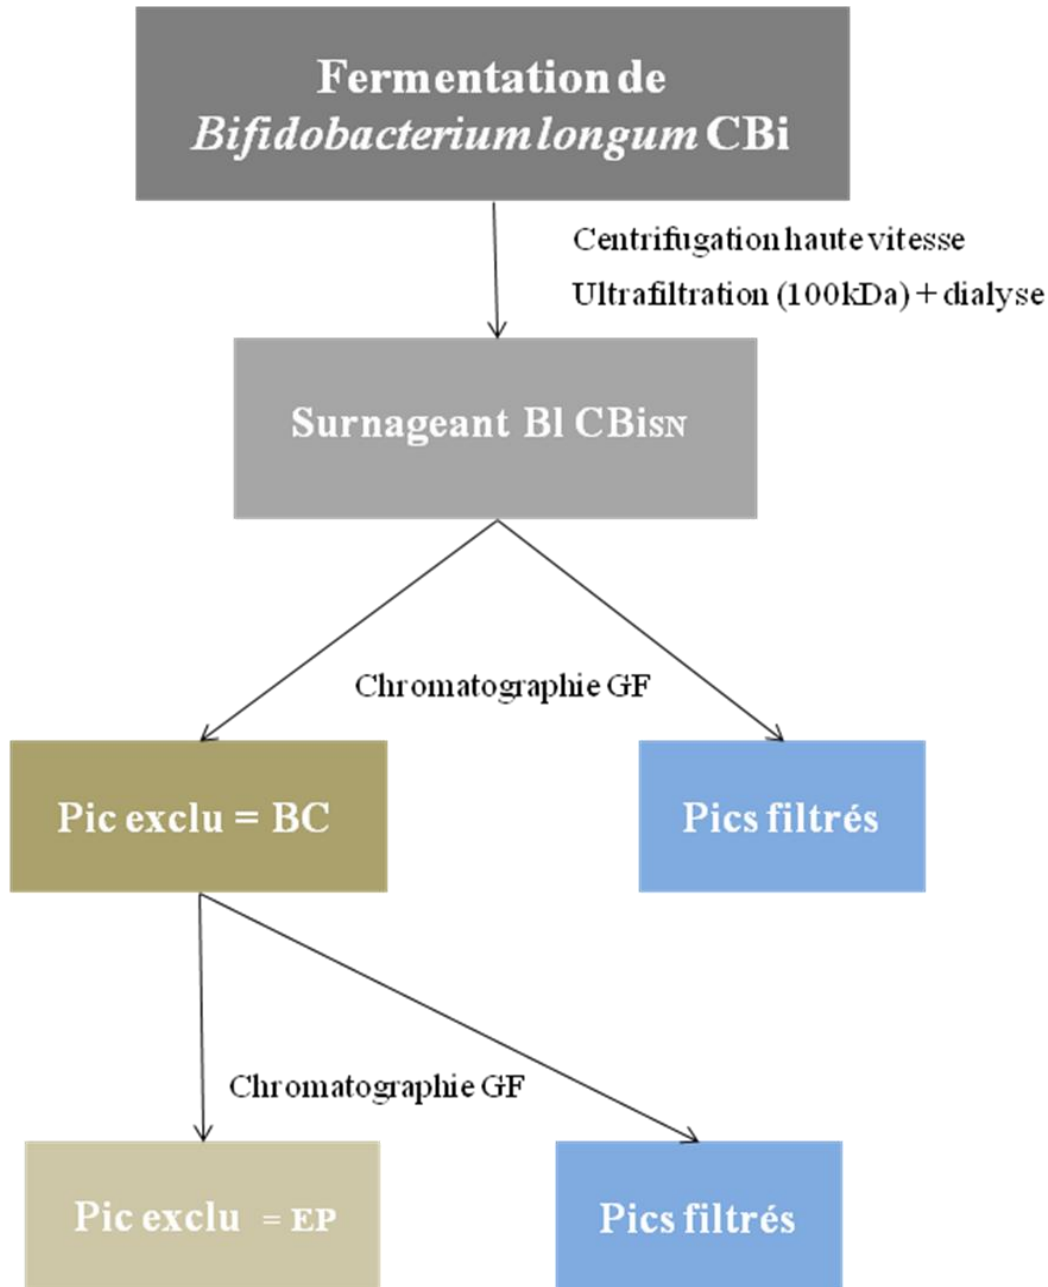 Fermentation de
Bifidobacterium longum CBi
Centrifugation haute vitesse
Ultrafiltration (100kDa) + dialyse
Surnageant Bl CBiSN
Chromatographie GF
Pic exclu = BC
Pics filtrés
Chromatographie GF
Pic exclu = EP
Pics filtrés